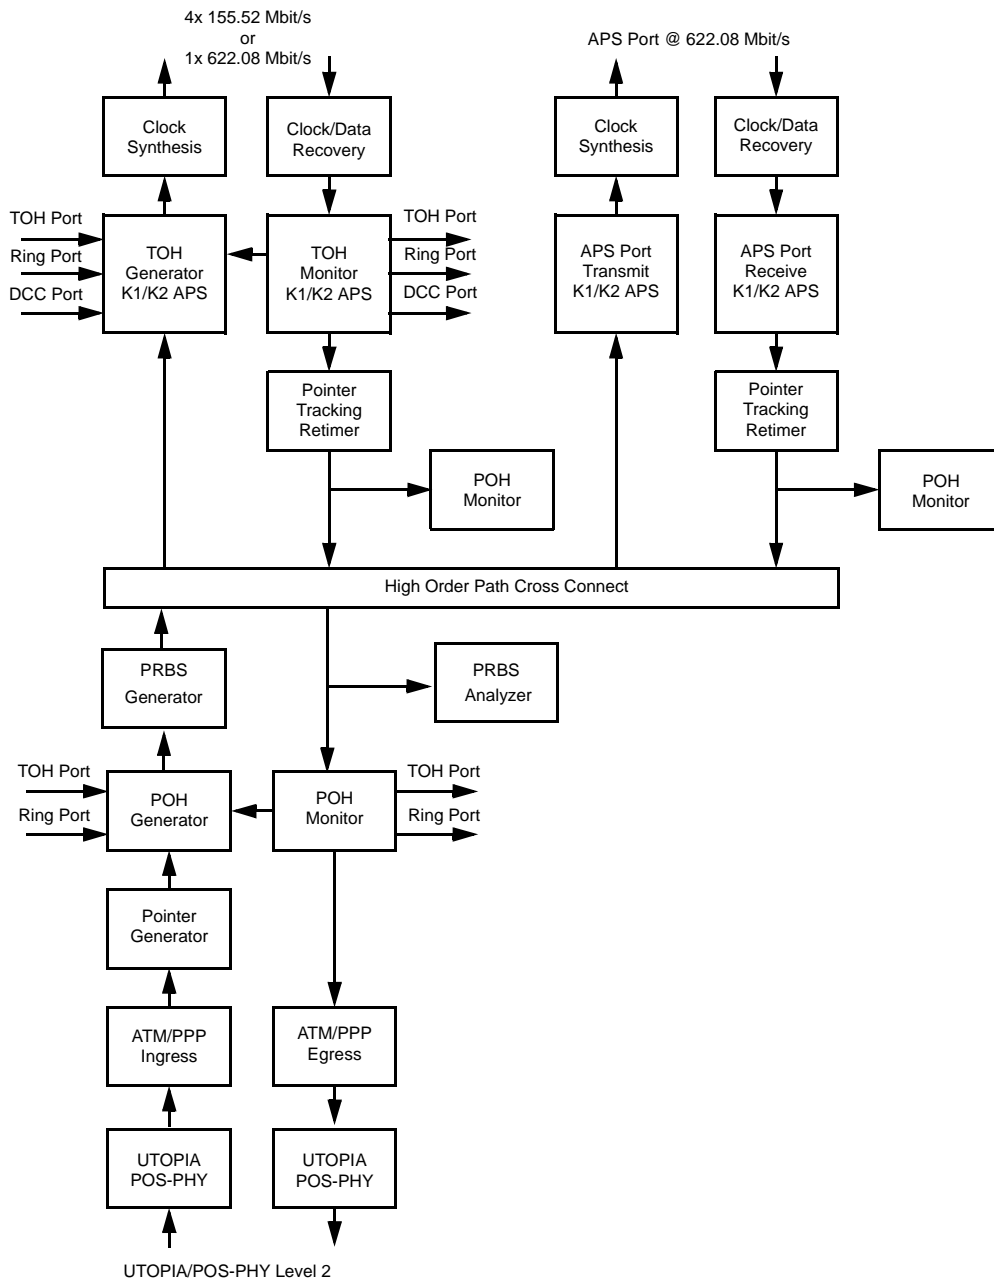 4x 155.52 Mbit/s
or
1x 622.08 Mbit/s
APS Port @ 622.08 Mbit/s
Clock
Synthesis
Clock/Data
Recovery
Clock
Synthesis
Clock/Data
Recovery
TOH Port
Ring Port
DCC Port
TOH
Generator
K1/K2 APS
TOH
Monitor
K1/K2 APS
TOH Port
Ring Port
DCC Port
APS Port
Transmit
K1/K2 APS
APS Port
Receive
K1/K2 APS
Pointer
Tracking
Retimer
Pointer
Tracking
Retimer
POH
Monitor
POH
Monitor
High Order Path Cross Connect
PRBS
Generator
PRBS
Analyzer
TOH Port
Ring Port
POH
Generator
POH
Monitor
TOH Port
Ring Port
Pointer
Generator
ATM/PPP
Ingress
ATM/PPP
Egress
UTOPIA
POS-PHY
UTOPIA
POS-PHY
UTOPIA/POS-PHY Level 2